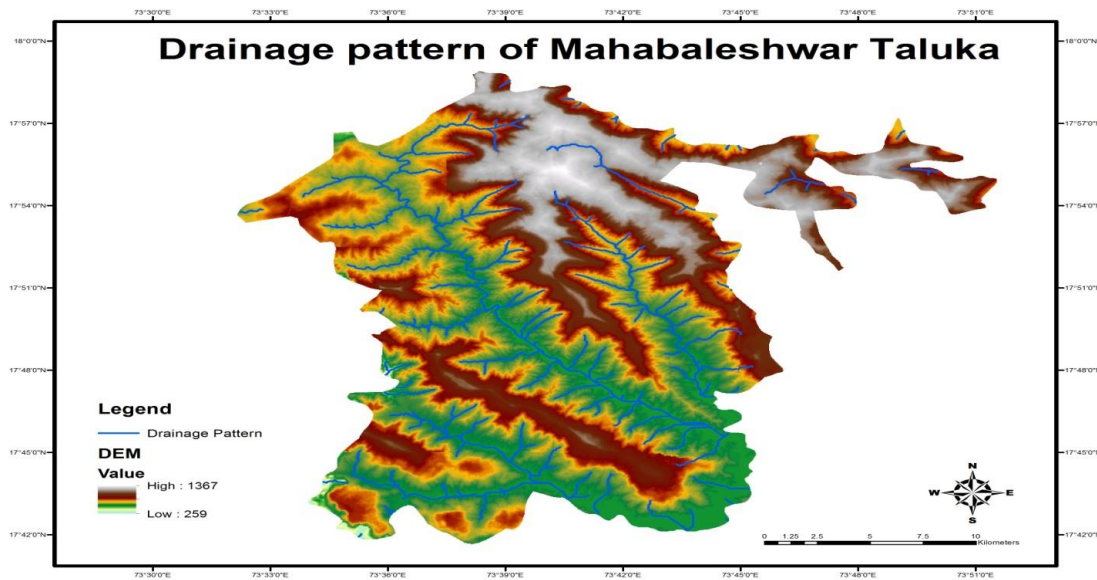 73°30'0"E 73°33'0"E 73°36'0"E 73°39'0"E 73°42'0"E 73°45'0"E 73°48'0"E 73°51'0"E
18°0'0"N 18°0'0"N
Drainage pattern of Mahabaleshwar Taluka
17°57'0"N 17°57'0"N
17°54'0"N 17°54'0"N
17°51'0"N 17°51'0"N
17°48'0"N 17°48'0"N
Legend
Drainage Pattern
DEM
17°45'0"N 17°45'0"N
Value
High : 1367
Low : 259
N
W E
S
17°42'0"N 17°42'0"N
0 1.25 2.5 5 7.5 10
Kilometers
73°30'0"E 73°33'0"E 73°36'0"E 73°39'0"E 73°42'0"E 73°45'0"E 73°48'0"E 73°51'0"E